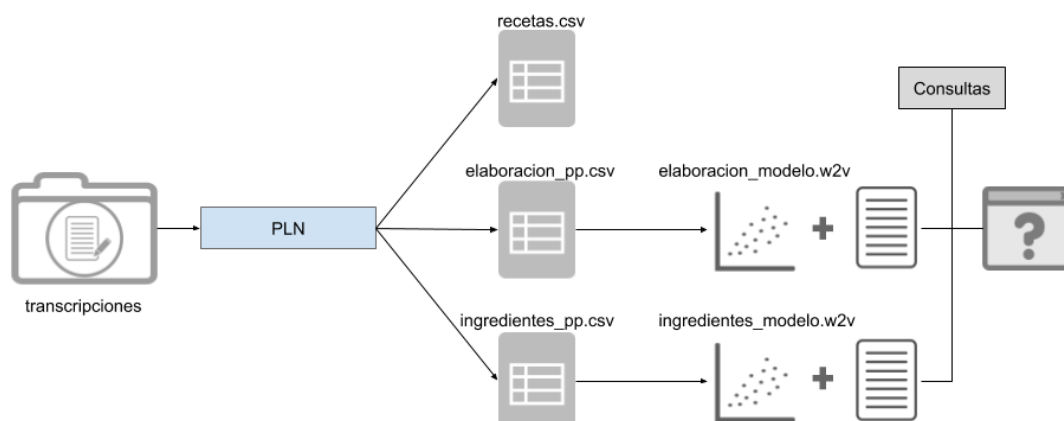 recetas.csv
Consultas
elaboracion_pp.csv
elaboracion_modelo.w2v
PLN
transcripciones
ingredientes_pp.csv
ingredientes_modelo.w2v
?